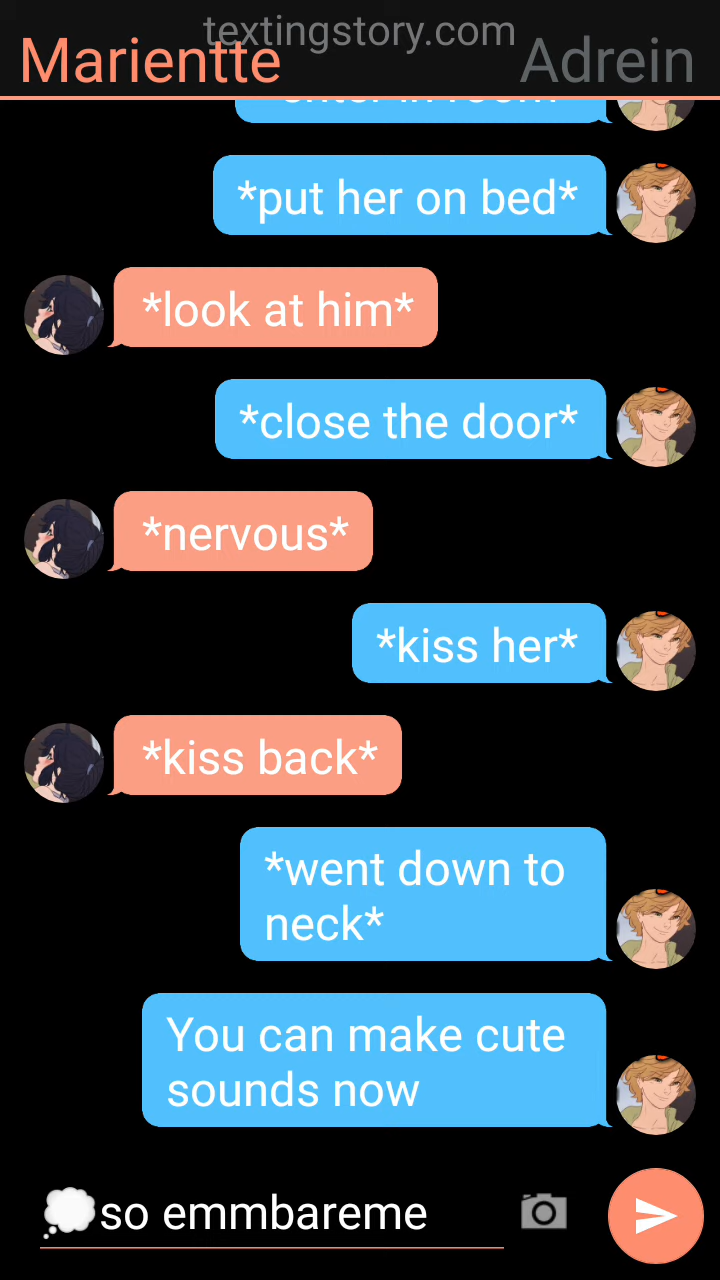 textingstory.com
Marientte
Adrein
*put her on bed*
*look at him*
*close the door*
*nervous*
*kiss her*
*kiss back*
*went down to
neck*
You can make cute
sounds now
💭so emmbareme